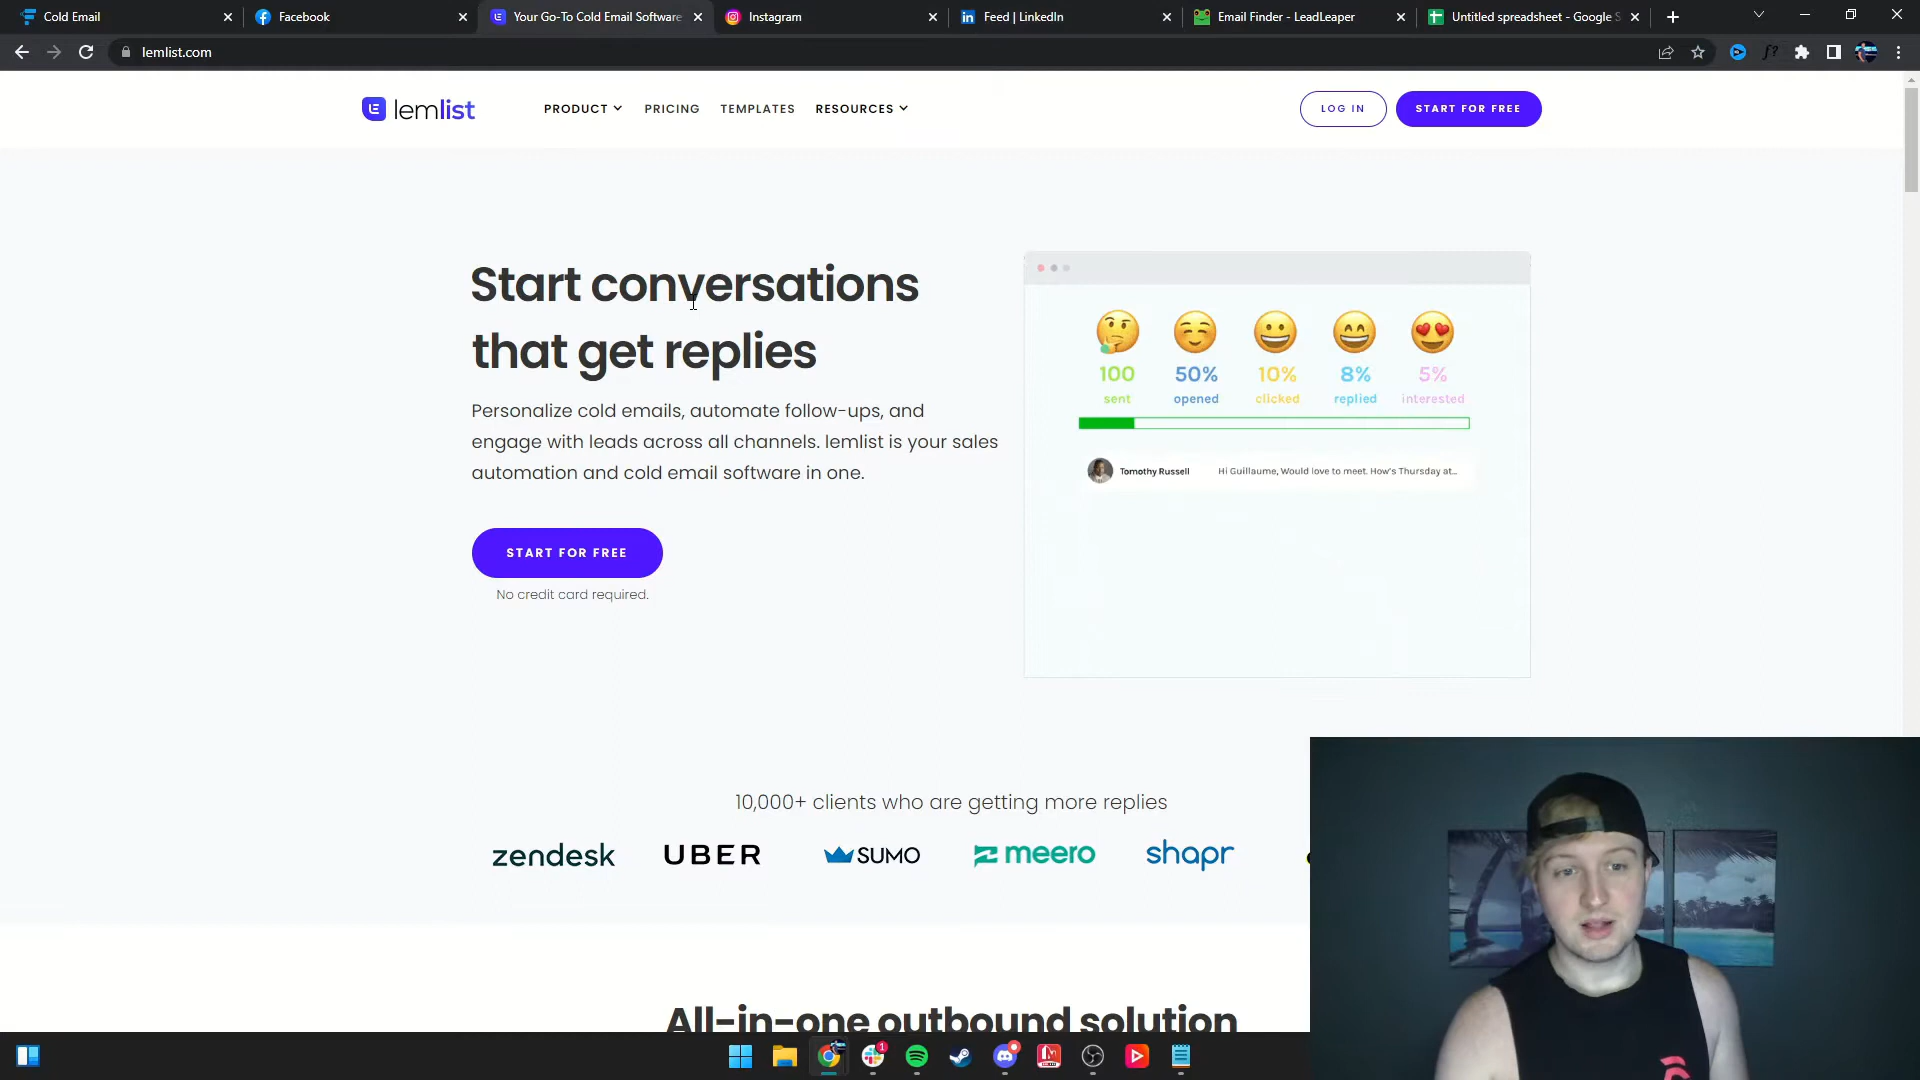 Cold Email
Facebook
Your Go-To Cold Email Software
Instagram
Feed | LinkedIn
Email Finder - LeadLeaper
Untitled spreadsheet - Google S
lemlist.com
f?
lemlist
PRODUCT
PRICING
TEMPLATES
RESOURCES
LOG IN
START FOR FREE
Start conversations
that get replies
Personalize cold emails, automate follow-ups, and
engage with leads across all channels. lemlist is your sales
automation and cold email software in one.
START FOR FREE
No credit card required.
100
50%
10%
8%
5%
sent
opened
clicked
replied
interested
Tomothy Russell
Hi Guillaume, Would love to meet. How's Thursday at...
10,000+ clients who are getting more replies
zendesk
UBER
SUMO
meero
shapr
All-in-one outbound solution
1